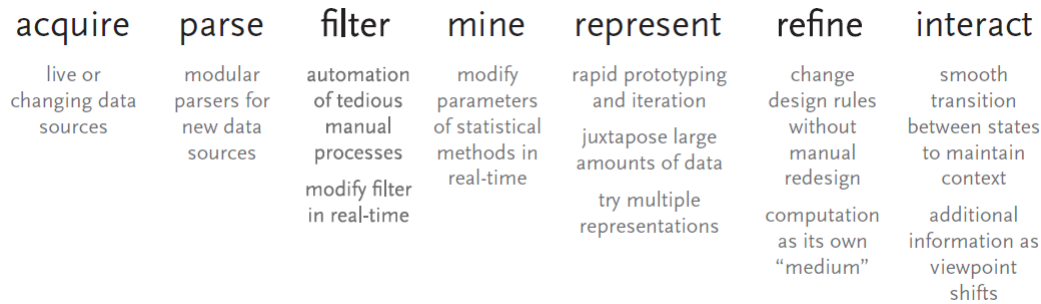 acquire
live or
changing data
sources
parse
modular
parsers for
new data
sources
filter
automation
of tedious
manual
processes
modify filter
in real-time
mine
modify
parameters
of statistical
methods in
real-time
represent
rapid prototyping
and iteration
juxtapose large
amounts of data
try multiple
representations
refine
change
design rules
without
manual
redesign
computation
as its own
“medium”
interact
smooth
transition
between states
to maintain
context
additional
information as
viewpoint
shifts